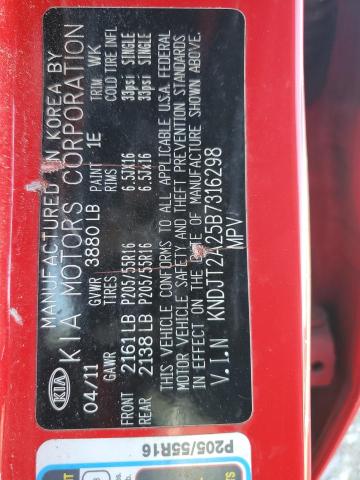 MANUFACTURED IN KOREA BY
KIA KIA MOTORS CORPORATION
04/11 GVWR 3880 LB PAINT 1E TRIM WK
GAWR TIRES RIMS COLD TIRE INFL
FRONT 2161 LB P205/55R16 6.5JX16 33psi SINGLE
REAR 2138 LB P205/55R16 6.5JX16 33psi SINGLE
THIS VEHICLE CONFORMS TO ALL APPLICABLE U.S.A. FEDERAL
MOTOR VEHICLE SAFETY AND THEFT PREVENTION STANDARDS
IN EFFECT ON THE DATE OF MANUFACTURE SHOWN ABOVE.
V.I.N KNDJT2A25B7316298
MPV
P205/55R16